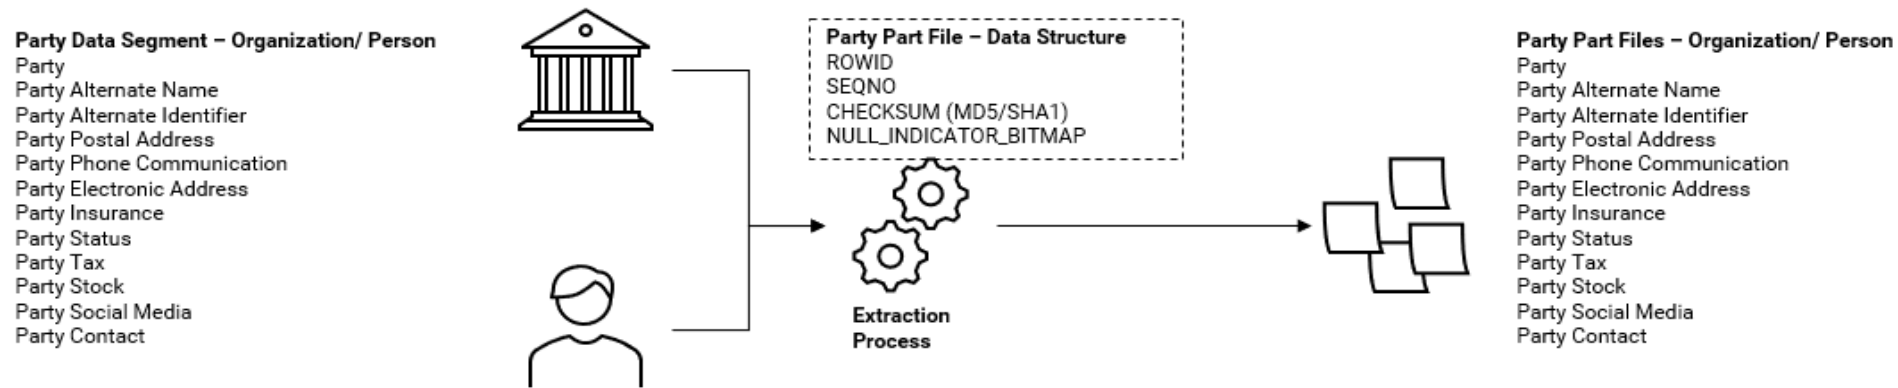 Party Data Segment – Organization/ Person
Party
Party Alternate Name
Party Alternate Identifier
Party Postal Address
Party Phone Communication
Party Electronic Address
Party Insurance
Party Status
Party Tax
Party Stock
Party Social Media
Party Contact
Party Part File – Data Structure
ROWID
SEQNO
CHECKSUM (MD5/SHA1)
NULL_INDICATOR_BITMAP
Extraction
Process
Party Part Files – Organization/ Person
Party
Party Alternate Name
Party Alternate Identifier
Party Postal Address
Party Phone Communication
Party Electronic Address
Party Insurance
Party Status
Party Tax
Party Stock
Party Social Media
Party Contact